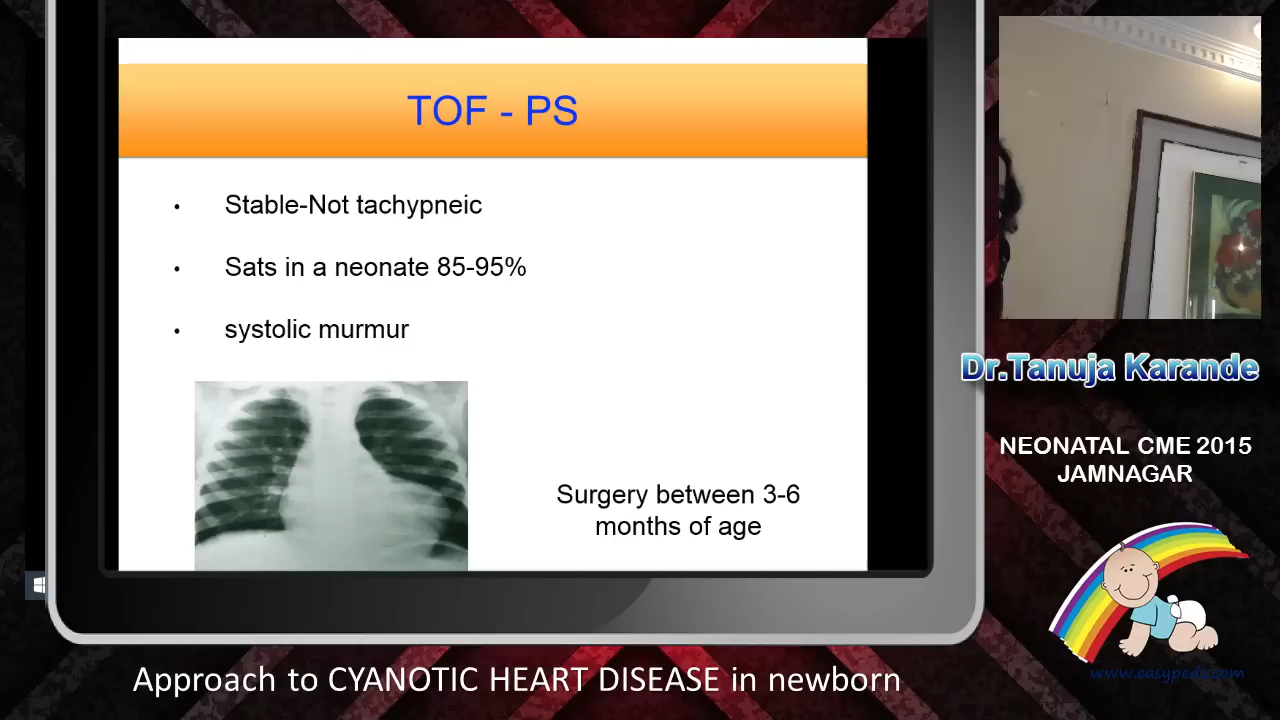 TOF - PS
• Stable-Not tachypneic
• Sats in a neonate 85-95%
• systolic murmur
Surgery between 3-6
months of age
Dr.Tanuja Karande
NEONATAL CME 2015
JAMNAGAR
www.easypeds.com
Approach to CYANOTIC HEART DISEASE in newborn